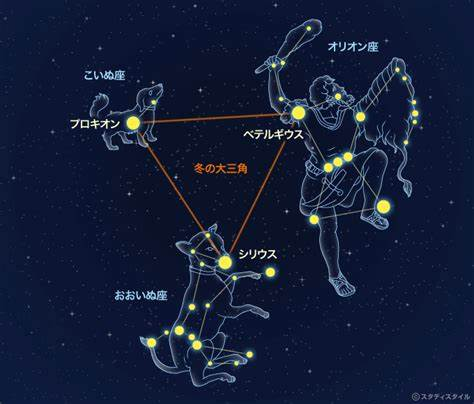 オリオン座
こいぬ座
プロキオン
ベテルギウス
冬の大三角
シリウス
おおいぬ座
©スタディスタイル